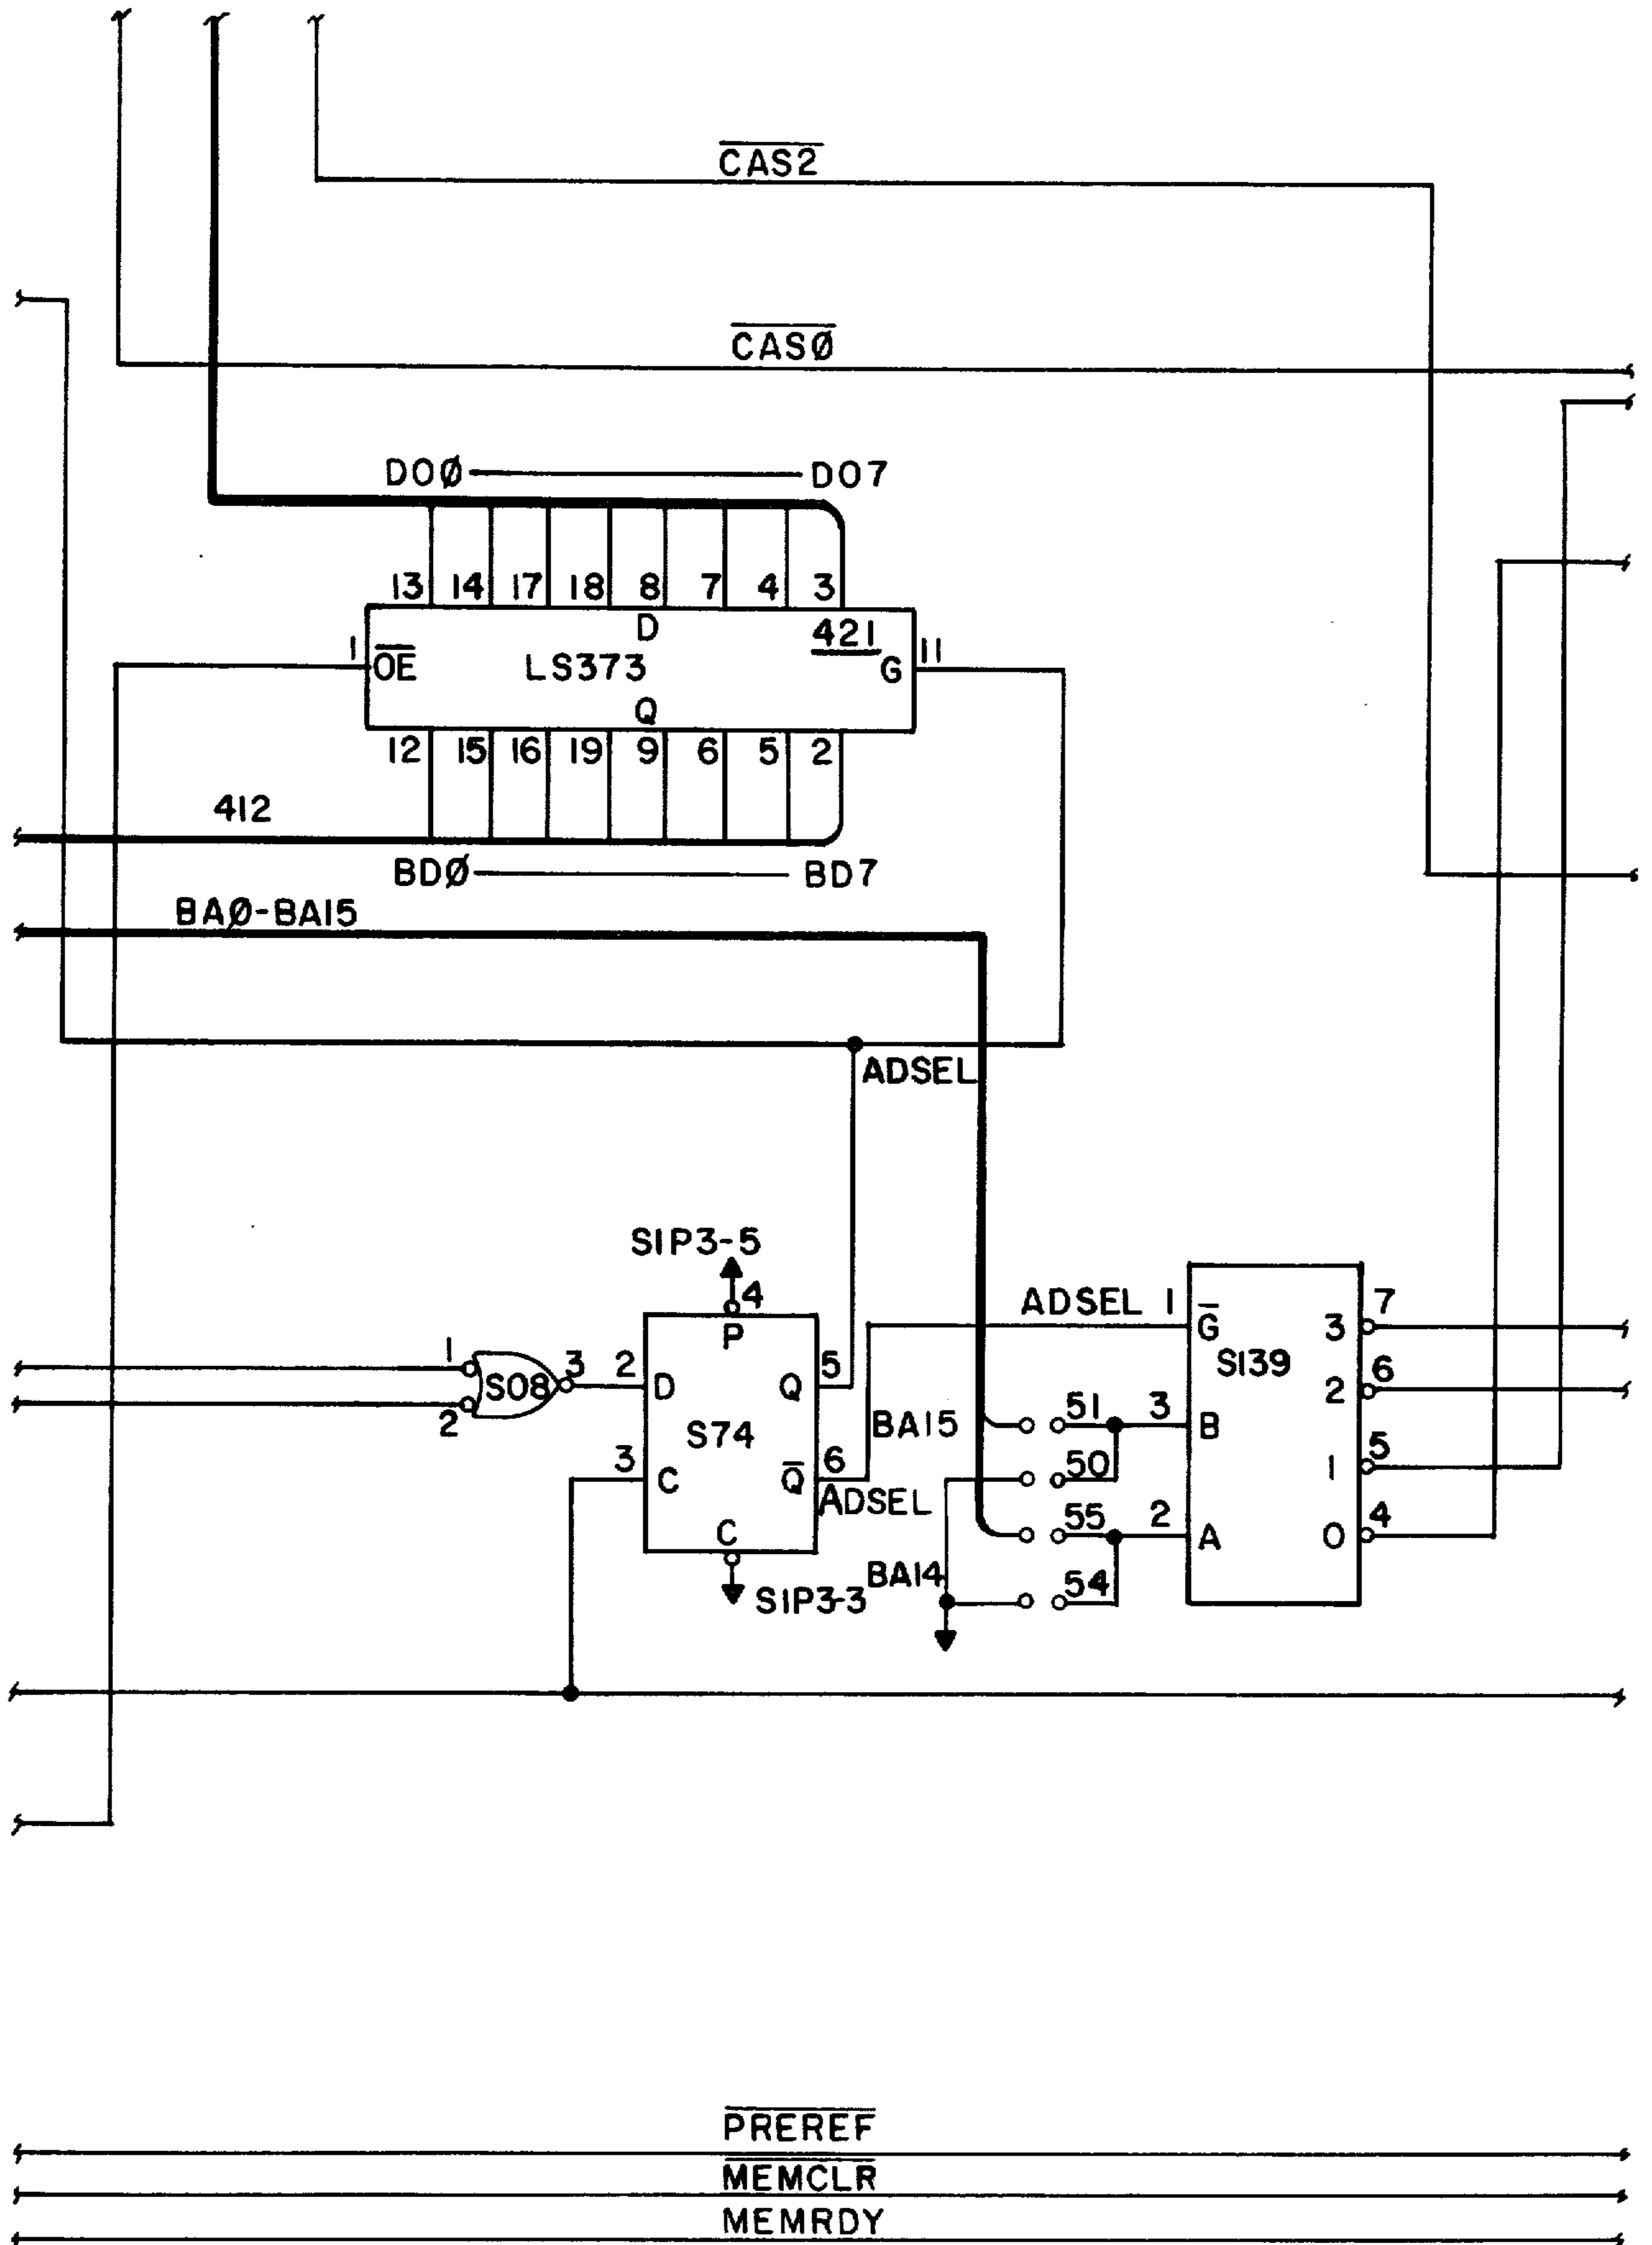 CAS2
CASØ
DOØ DO7
13 14 17 18 8 7 4 3
D 421
1 OE LS373 G 11
Q
12 15 16 19 9 6 5 2
412
BDØ BD7
BAØ-BA15
ADSEL
SIP3-5
4
P
ADSEL 1 G 3 7
S139
1 S08 3 2 D Q 5
2 6
2
S74
BA15 51 3 B
3 C Q 6
50 1 5
ADSEL
55 2 A 0 4
C
BA14 54
SIP3-3
PREREF
MEMCLR
MEMRDY